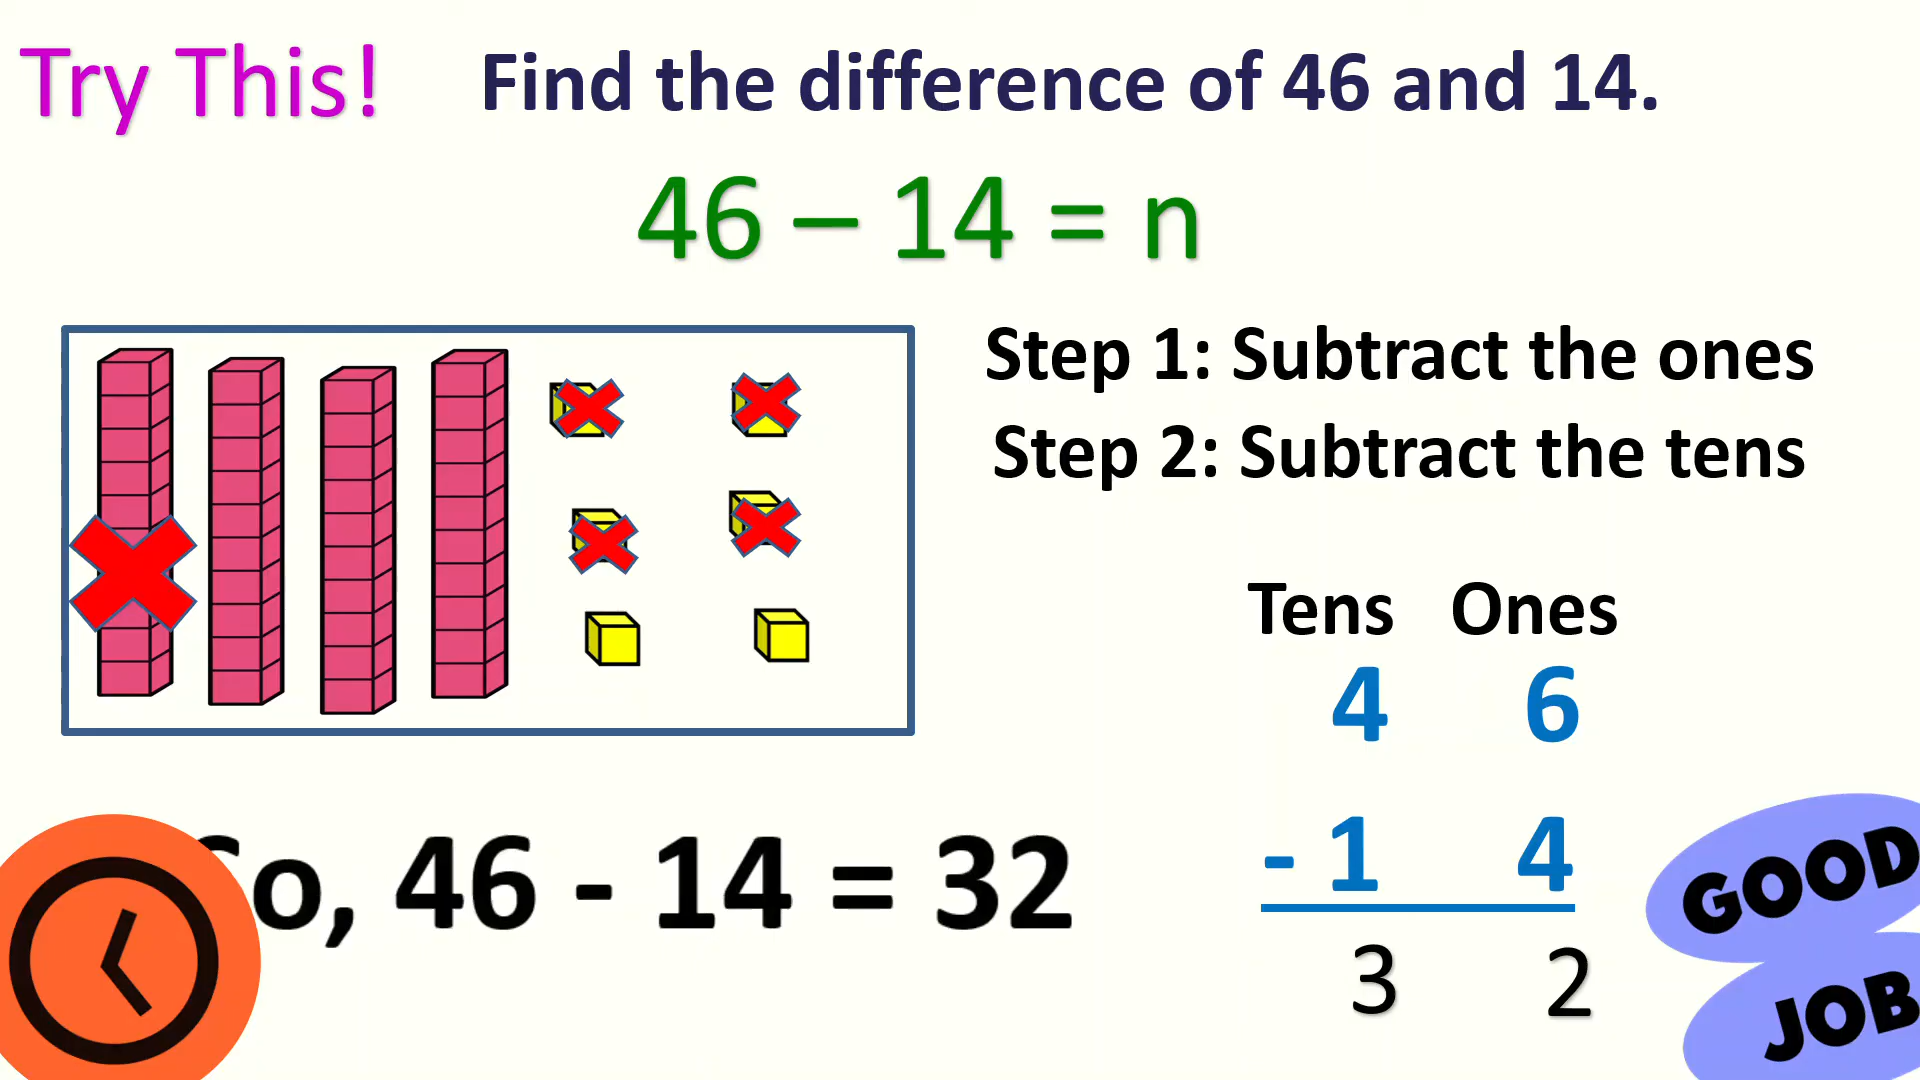 Try This! Find the difference of 46 and 14.
46 – 14 = n
Step 1: Subtract the ones
Step 2: Subtract the tens
Tens Ones
4 6
- 1 4
3 2
So, 46 - 14 = 32
GOOD
JOB